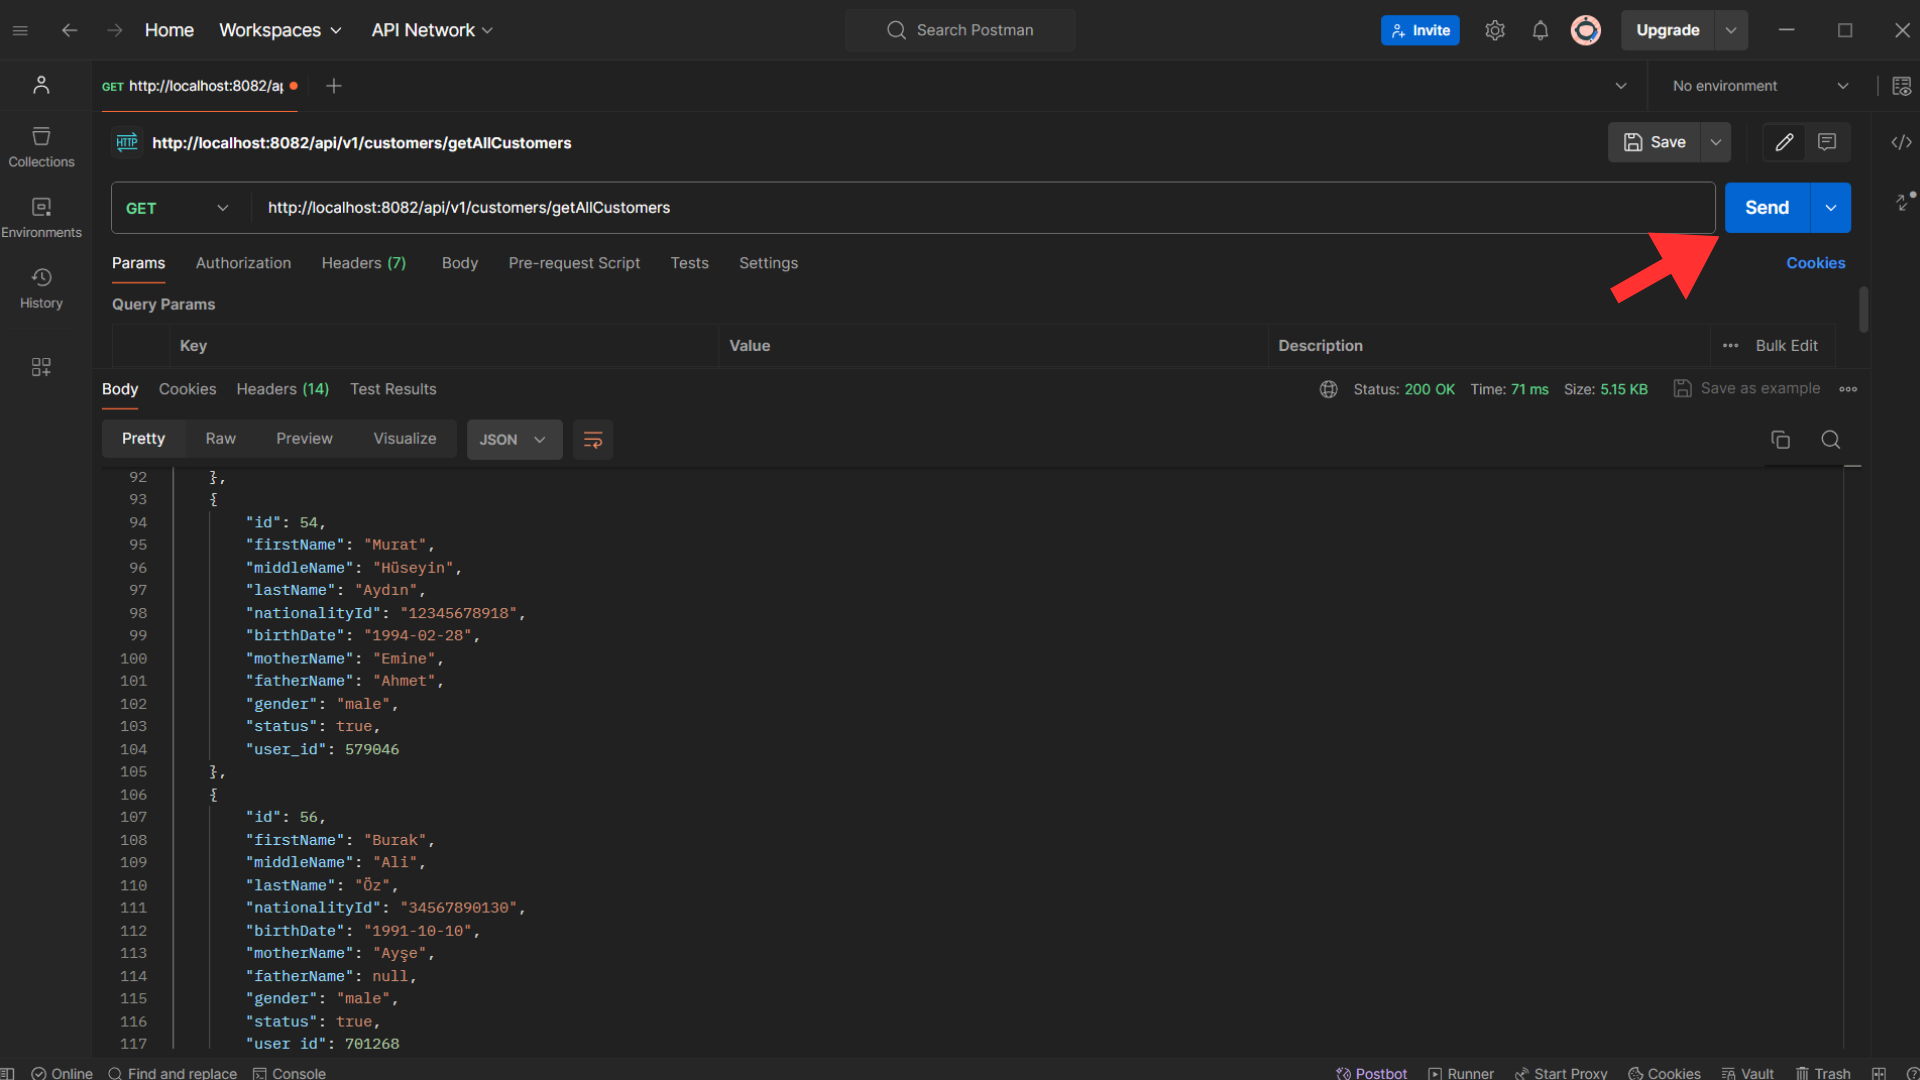 Home Workspaces API Network Search Postman Invite Upgrade
GET http://localhost:8082/ap No environment
HTTP http://localhost:8082/api/v1/customers/getAllCustomers Save
GET http://localhost:8082/api/v1/customers/getAllCustomers Send
Collections
Environments
History
Params Authorization Headers (7) Body Pre-request Script Tests Settings Cookies
Query Params
Key Value Description Bulk Edit
Body Cookies Headers (14) Test Results Status: 200 OK Time: 71 ms Size: 5.15 KB Save as example
Pretty Raw Preview Visualize JSON
92 },
93 {
94 "id": 54,
95 "firstName": "Murat",
96 "middleName": "Hüseyin",
97 "lastName": "Aydın",
98 "nationalityId": "12345678918",
99 "birthDate": "1994-02-28",
100 "motherName": "Emine",
101 "fatherName": "Ahmet",
102 "gender": "male",
103 "status": true,
104 "user_id": 579046
105 },
106 {
107 "id": 56,
108 "firstName": "Burak",
109 "middleName": "Ali",
110 "lastName": "Öz",
111 "nationalityId": "34567890130",
112 "birthDate": "1991-10-10",
113 "motherName": "Ayşe",
114 "fatherName": null,
115 "gender": "male",
116 "status": true,
117 "user_id": 701268
Online Find and replace Console Postbot Runner Start Proxy Cookies Vault Trash